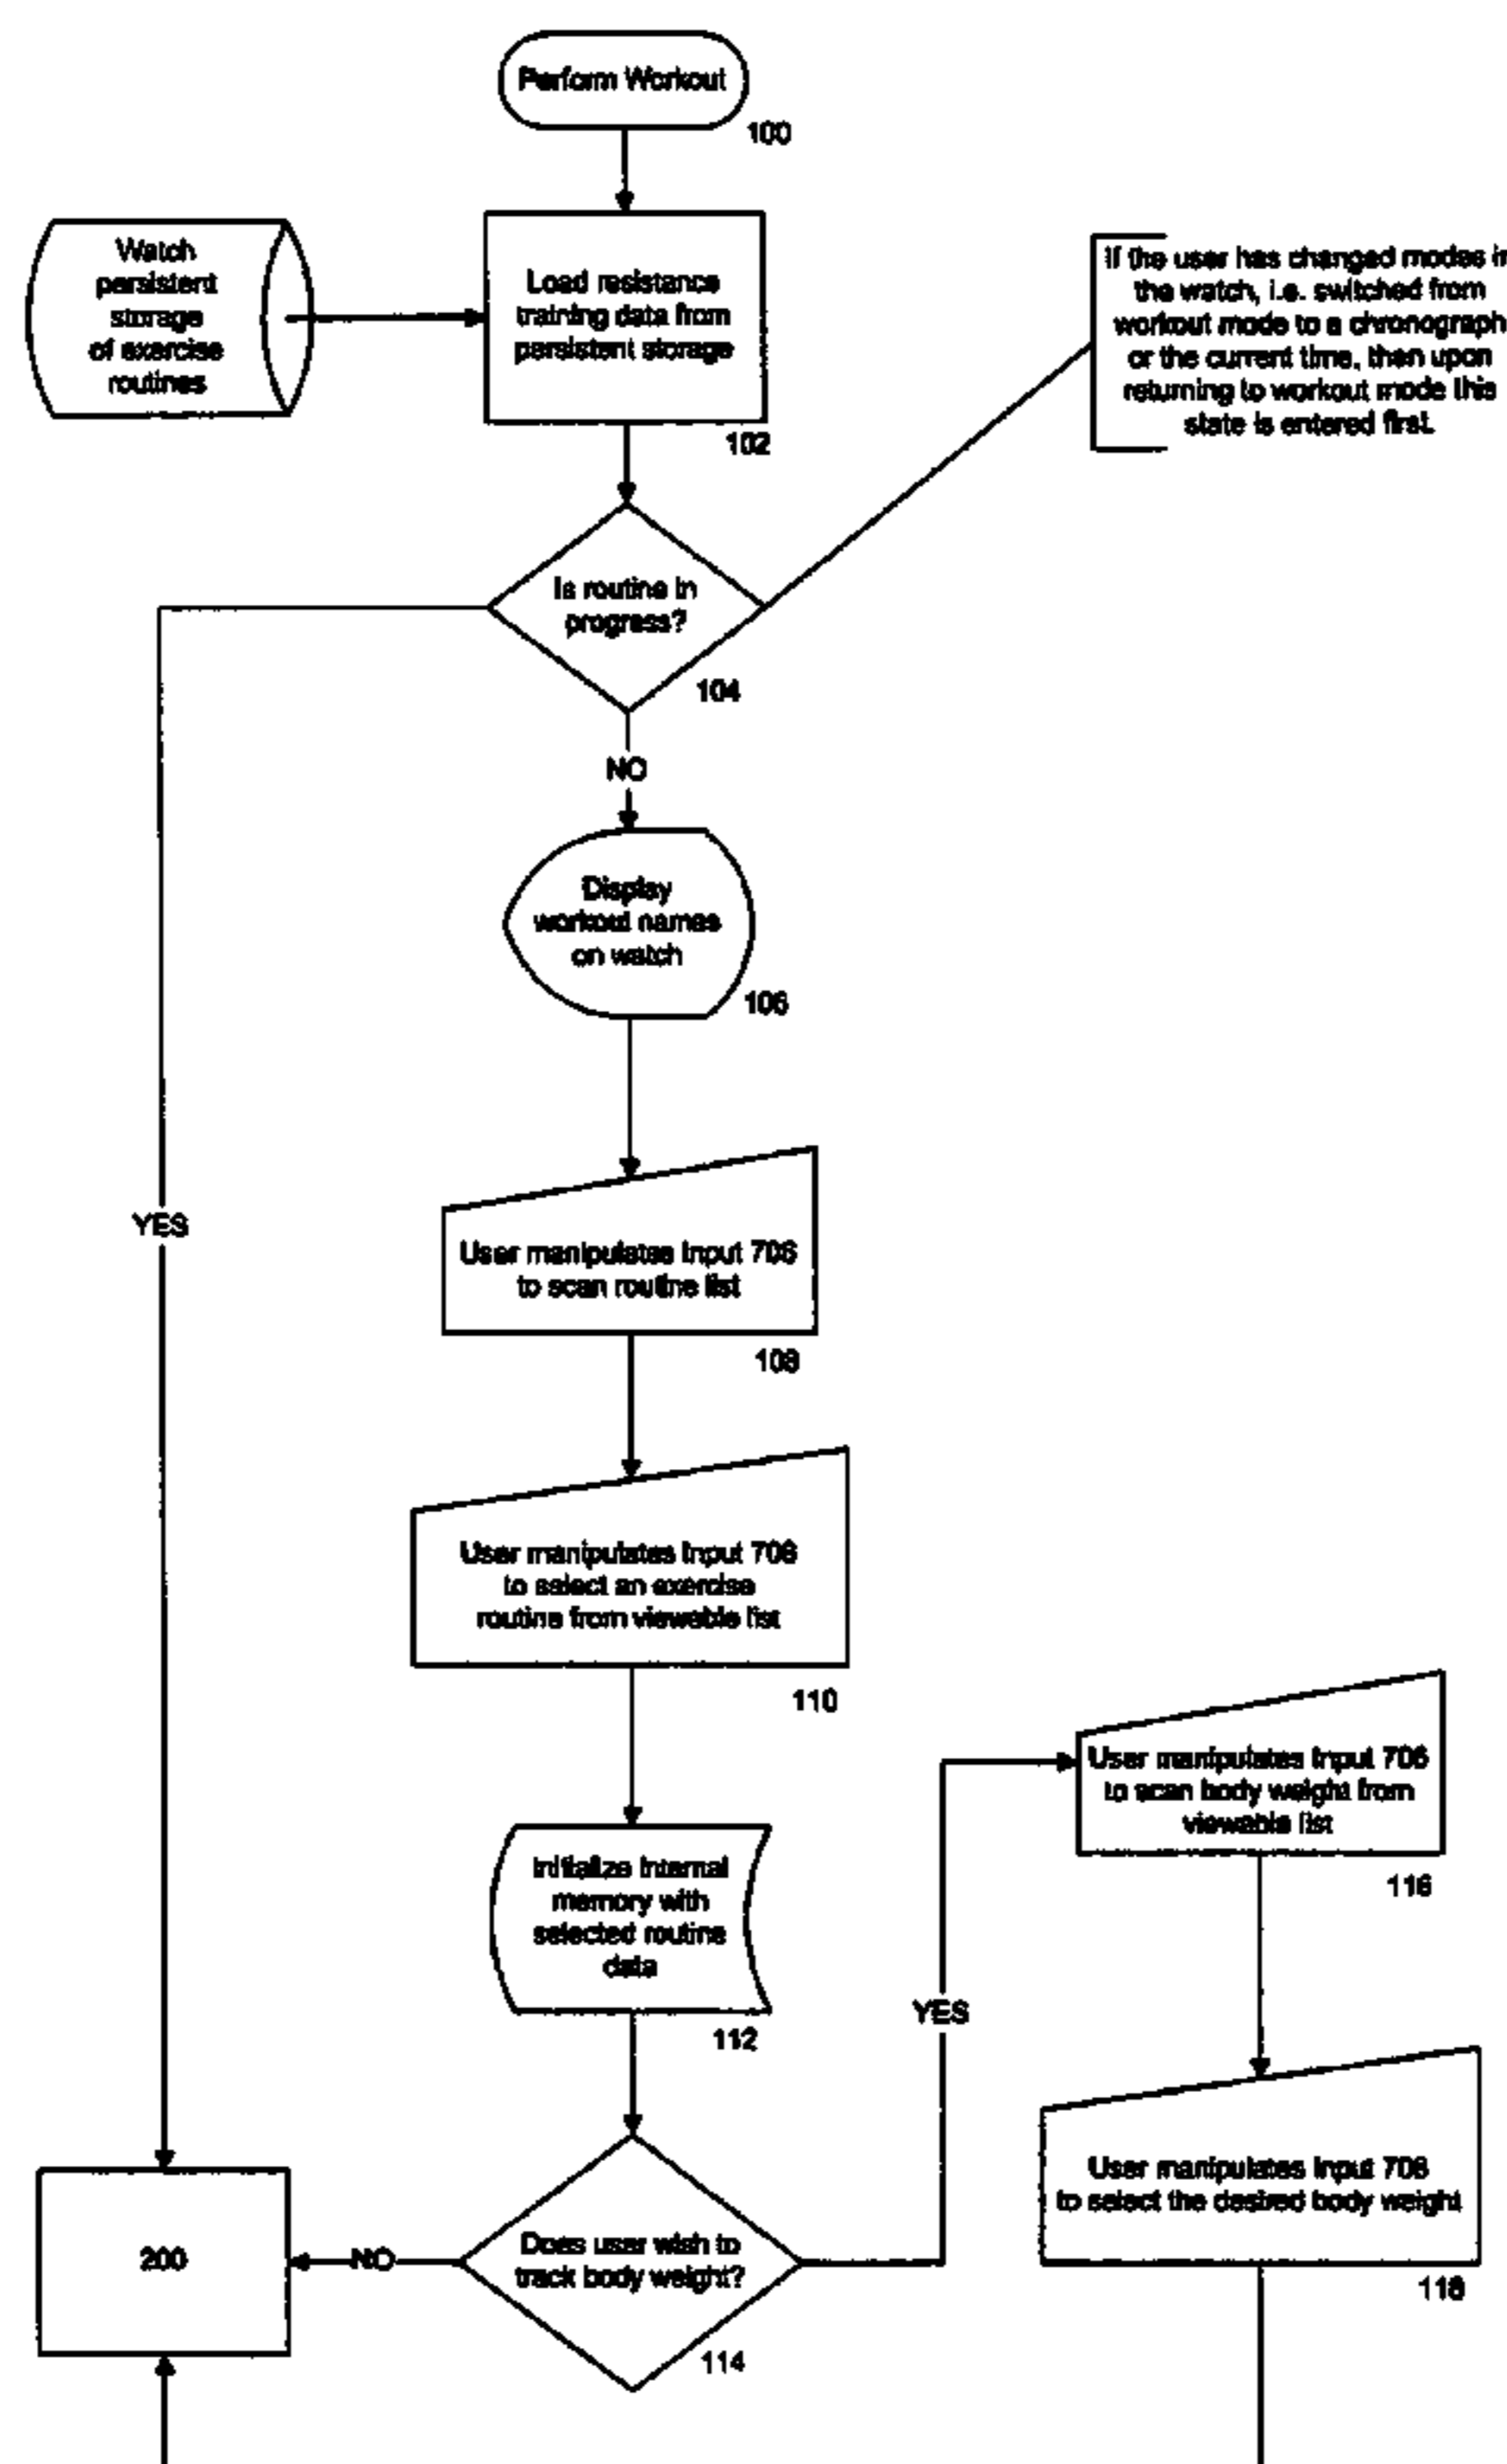 Perform Workout
100
Watch
persistent
storage
of exercise
routines
Load resistance
training data from
persistent storage
102
If the user has changed modes in
the watch, i.e. switched from
workout mode to a chronograph
or the current time, then upon
returning to workout mode this
state is entered first.
Is routine in
progress?
104
NO
Display
workout names
on watch
106
YES
User manipulates input 706
to scan routine list
108
User manipulates input 708
to select an exercise
routine from viewable list
110
User manipulates input 706
to scan body weight from
viewable list
116
Initialize internal
memory with
selected routine
data
112
YES
User manipulates input 708
to select the desired body weight
118
200
NO
Does user wish to
track body weight?
114